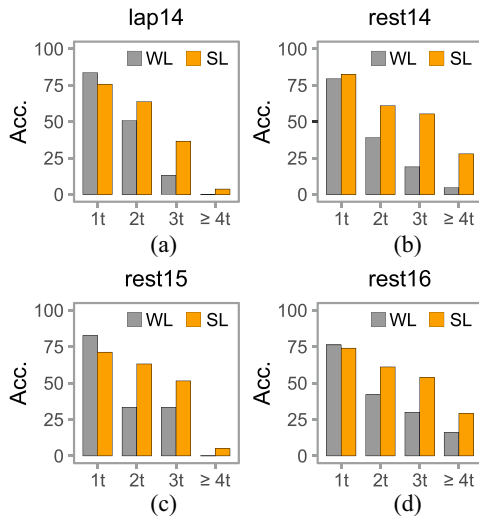 lap14
100
75
50
25
0
Acc.
WL SL
1t 2t 3t ≥ 4t
(a)
rest14
100
75
50
25
0
Acc.
WL SL
1t 2t 3t ≥ 4t
(b)
rest15
100
75
50
25
0
Acc.
WL SL
1t 2t 3t ≥ 4t
(c)
rest16
100
75
50
25
0
Acc.
WL SL
1t 2t 3t ≥ 4t
(d)